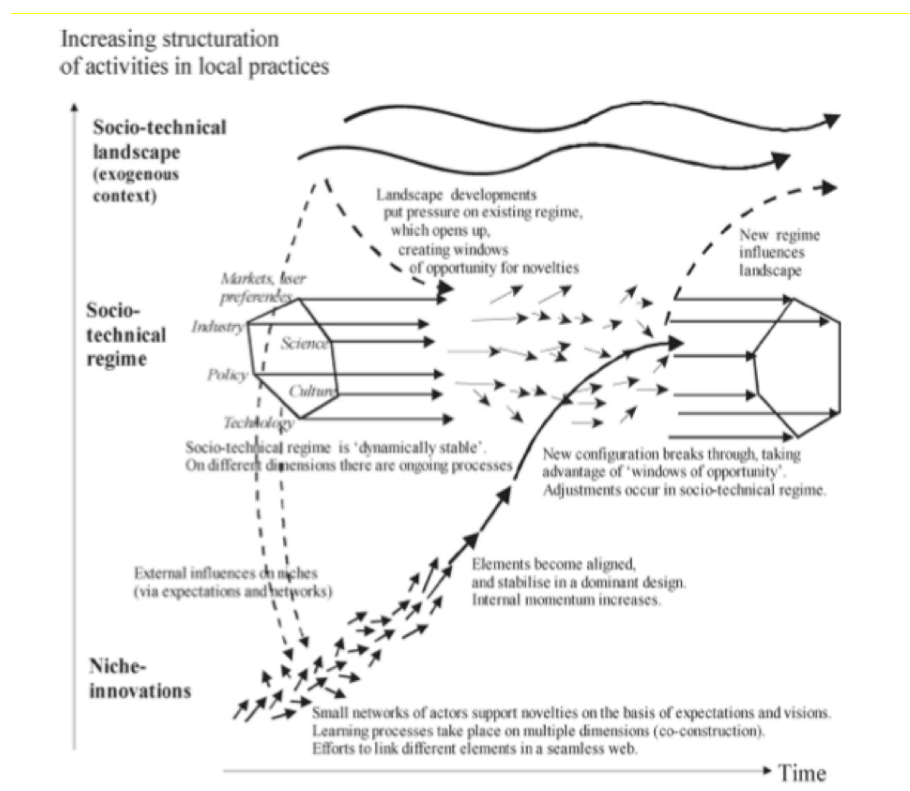 Increasing structuration
of activities in local practices
Socio-technical
landscape
(exogenous
context)
Landscape developments
put pressure on existing regime,
which opens up,
creating windows
of opportunity for novelties
New regime
influences
landscape
Markets, user
preferences
Socio-
technical
regime
Industry
Science
Policy
Culture
Technology
Socio-technical regime is ‘dynamically stable’.
On different dimensions there are ongoing processes
New configuration breaks through, taking
advantage of ‘windows of opportunity’.
Adjustments occur in socio-technical regime.
External influences on niches
(via expectations and networks)
Elements become aligned,
and stabilise in a dominant design.
Internal momentum increases.
Niche-
innovations
Small networks of actors support novelties on the basis of expectations and visions.
Learning processes take place on multiple dimensions (co-construction).
Efforts to link different elements in a seamless web.
Time